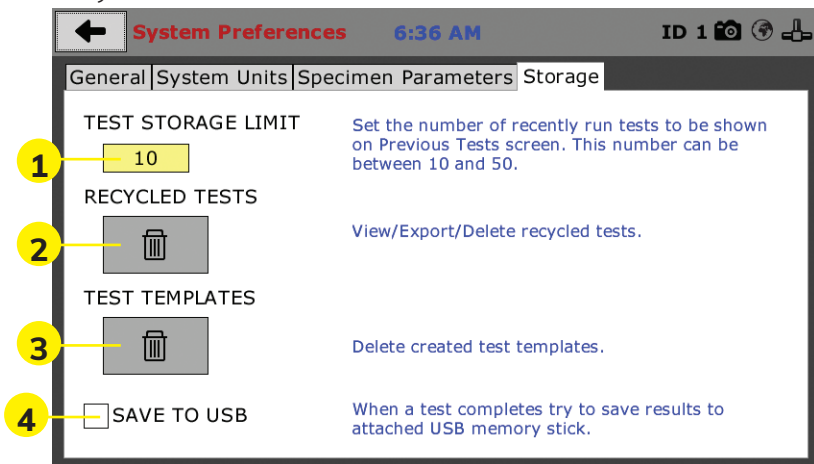 System Preferences 6:36 AM ID 1
General System Units Specimen Parameters Storage
TEST STORAGE LIMIT
Set the number of recently run tests to be shown
on Previous Tests screen. This number can be
between 10 and 50.
1
10
RECYCLED TESTS
2
View/Export/Delete recycled tests.
TEST TEMPLATES
3
Delete created test templates.
4
SAVE TO USB
When a test completes try to save results to
attached USB memory stick.